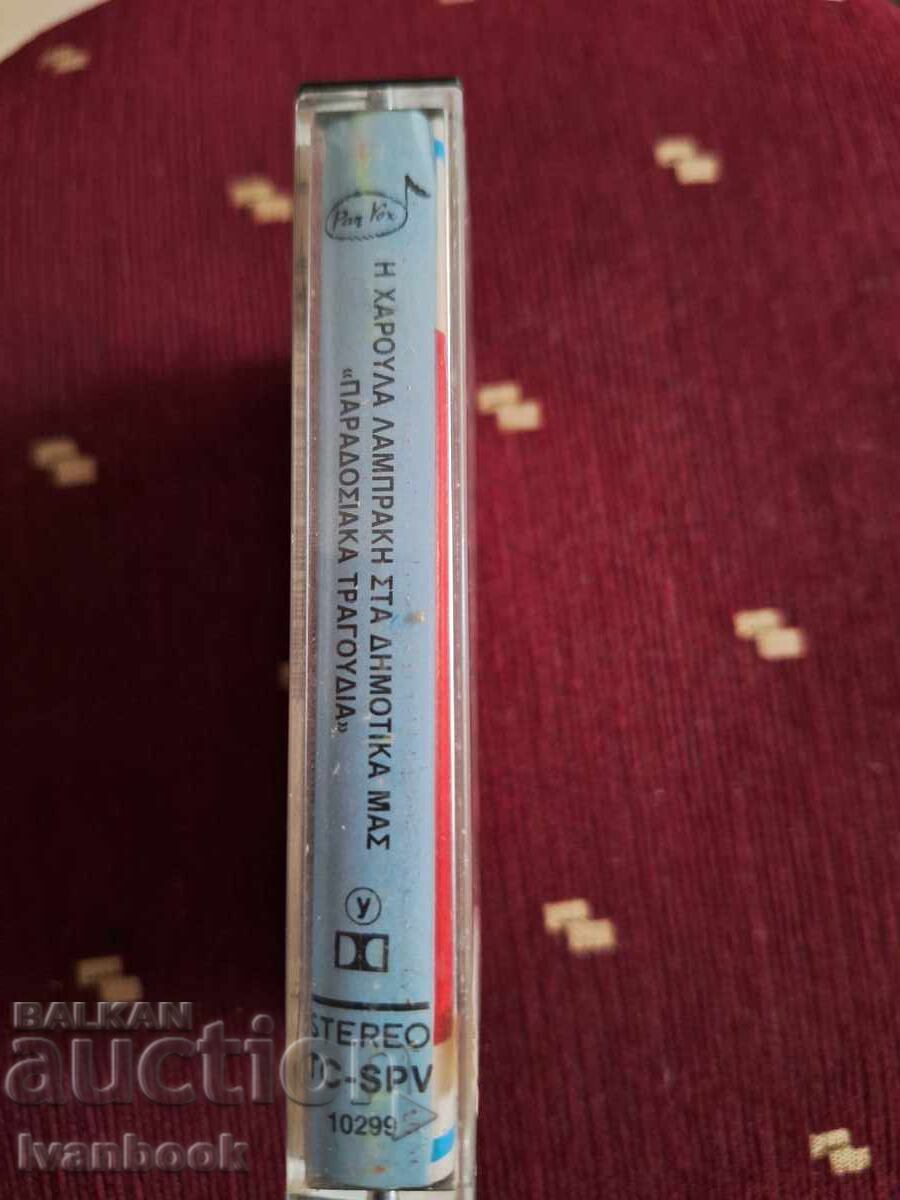 Pan Vox
Η ΧΑΡΟΥΛΑ ΛΑΜΠΡΑΚΗ ΣΤΑ ΔΗΜΟΤΙΚΑ ΜΑΣ
«ΠΑΡΑΔΟΣΙΑΚΑ ΤΡΑΓΟΥΔΙΑ»
y
STEREO
TC-SPV
10299
BALKAN
auction
Ivanbook